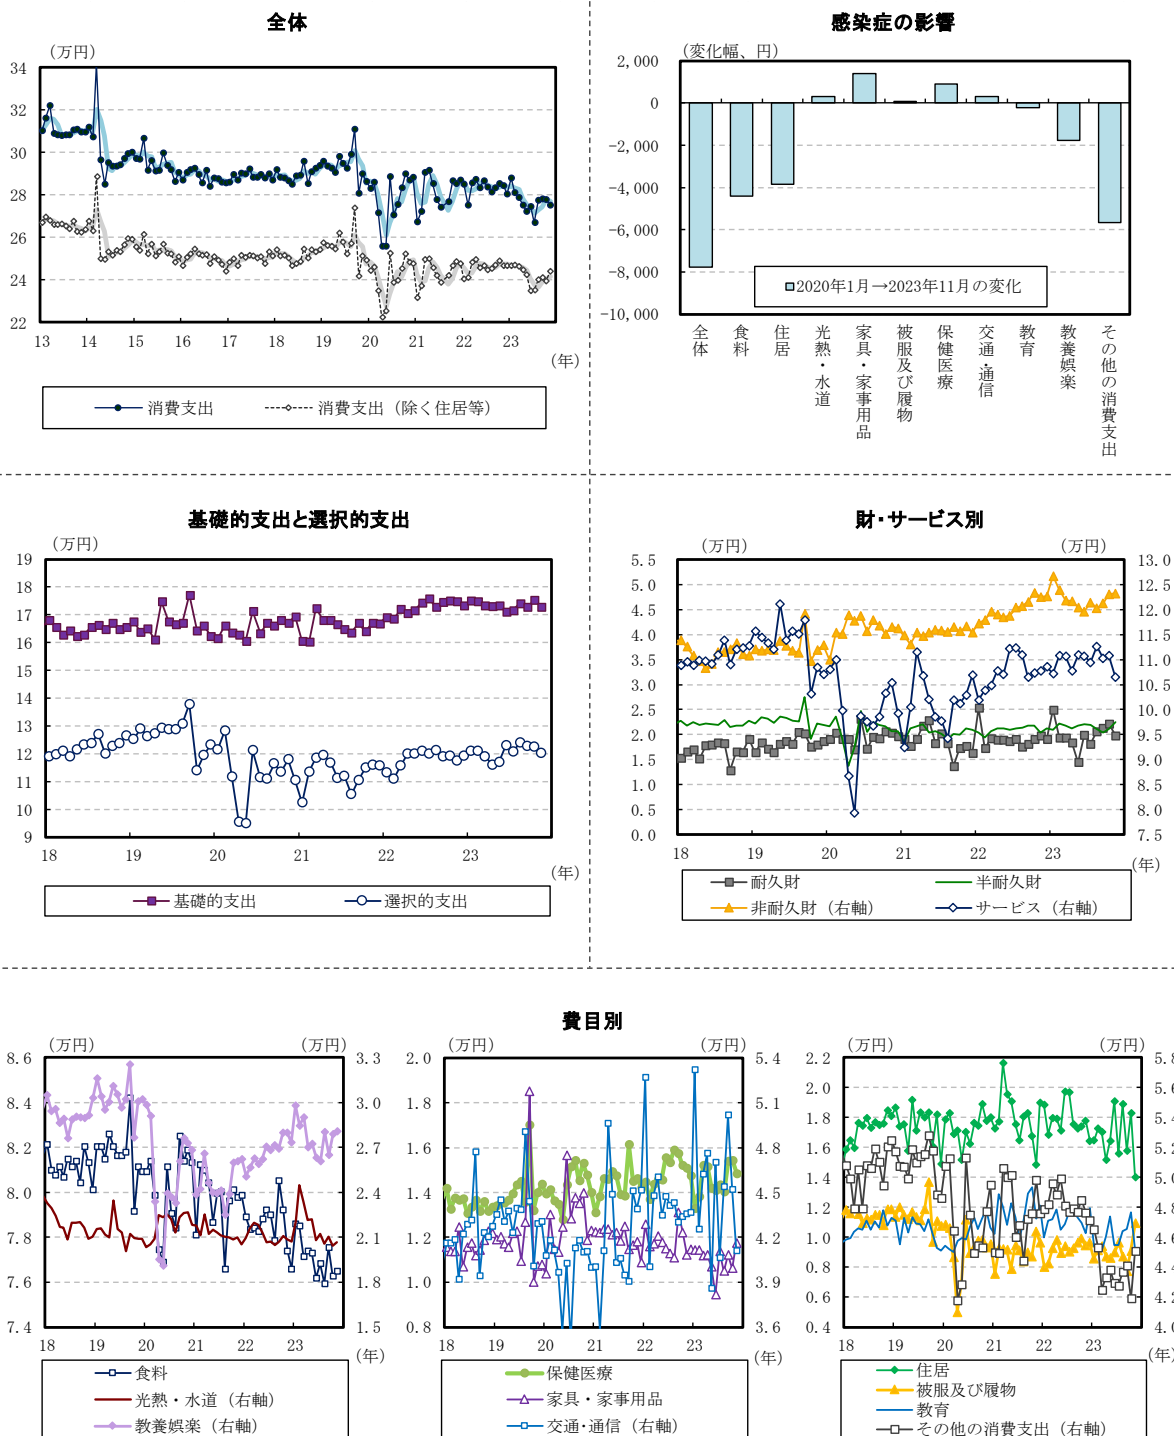 全体
(万円)
34
32
30
28
26
24
22
13 14 15 16 17 18 19 20 21 22 23
(年)
消費支出 消費支出（除く住居等）
感染症の影響
(変化幅、円)
2,000
0
-2,000
-4,000
-6,000
-8,000
-10,000
□2020年1月→2023年11月の変化
全体
食料
住居
光熱・水道
家具・家事用品
被服及び履物
保健医療
交通・通信
教育
教養娯楽
その他の消費支出
基礎的支出と選択的支出
(万円)
19
18
17
16
15
14
13
12
11
10
9
18 19 20 21 22 23
(年)
基礎的支出 選択的支出
財・サービス別
(万円) (万円)
5.5
5.0
4.5
4.0
3.5
3.0
2.5
2.0
1.5
1.0
0.5
0.0
13.0
12.5
12.0
11.5
11.0
10.5
10.0
9.5
9.0
8.5
8.0
7.5
18 19 20 21 22 23
(年)
耐久財 半耐久財
非耐久財（右軸） サービス（右軸）
費目別
(万円) (万円)
8.6
8.4
8.2
8.0
7.8
7.6
7.4
3.3
3.0
2.7
2.4
2.1
1.8
1.5
18 19 20 21 22 23
(年)
食料
光熱・水道（右軸）
教養娯楽（右軸）
(万円) (万円)
2.0
1.8
1.6
1.4
1.2
1.0
0.8
5.4
5.1
4.8
4.5
4.2
3.9
3.6
18 19 20 21 22 23
(年)
保健医療
家具・家事用品
交通・通信（右軸）
(万円) (万円)
2.2
2.0
1.8
1.6
1.4
1.2
1.0
0.8
0.6
0.4
5.8
5.6
5.4
5.2
5.0
4.8
4.6
4.4
4.2
4.0
18 19 20 21 22 23
(年)
住居
被服及び履物
教育
その他の消費支出（右軸）